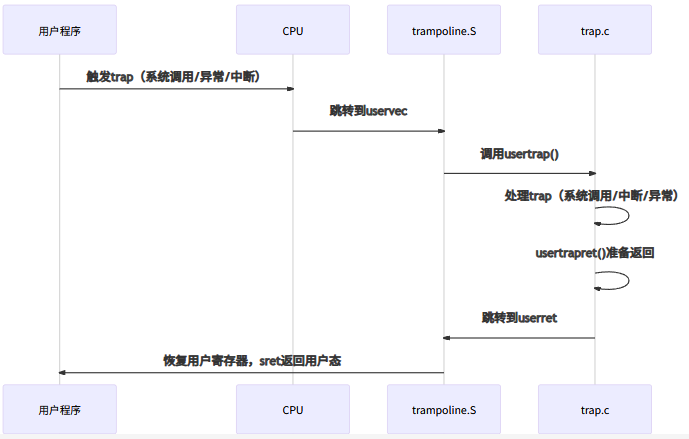 用户程序
CPU
trampoline.S
trap.c
触发trap（系统调用/异常/中断）
跳转到uservec
调用usertrap()
处理trap（系统调用/中断/异常）
usertrapret()准备返回
跳转到userret
恢复用户寄存器，sret返回用户态
用户程序
CPU
trampoline.S
trap.c